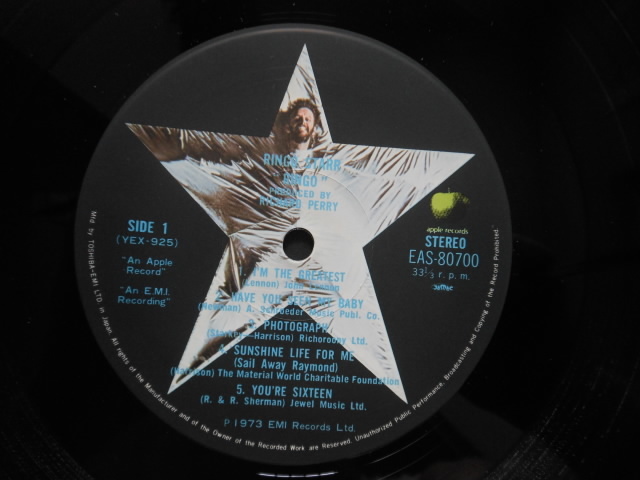 RINGO STARR
"RINGO"
PRODUCED BY
RICHARD PERRY
SIDE 1
(YEX-925)
"An Apple
Record"
"An E.M.I.
Recording"
apple records
STEREO
EAS-80700
33 1/3 r. p. m.
1. I'M THE GREATEST
(Lennon) John Lennon
2. HAVE YOU SEEN MY BABY
(Newman) A. Schroeder Music Publ. Co.
3. PHOTOGRAPH
(Starkey—Harrison) Richoroony Ltd.
4. SUNSHINE LIFE FOR ME
(Sail Away Raymond)
(Harrison) The Material World Charitable Foundation
5. YOU'RE SIXTEEN
(R. & R. Sherman) Jewel Music Ltd.
℗ 1973 EMI Records Ltd.
Mfd by TOSHIBA-EMI LTD. in Japan. All rights of the Manufacturer and of the Owner of the Recorded Work are Reserved. Unauthorized Public Performance, Broadcasting and Copying of the Record Prohibited.